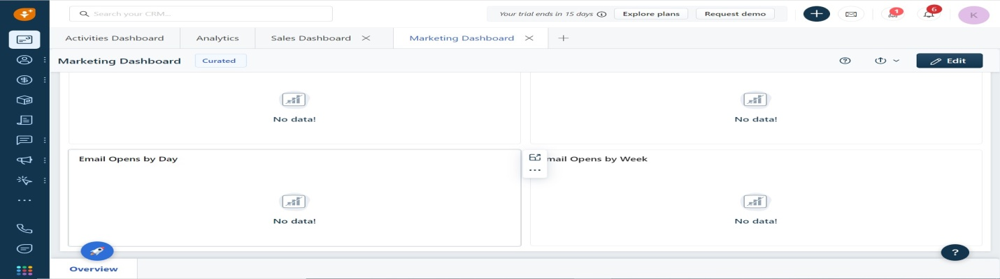 Search your CRM...
Your trial ends in 15 days
Explore plans
Request demo
1
6
K
Activities Dashboard
Analytics
Sales Dashboard
Marketing Dashboard
Marketing Dashboard
Curated
Edit
No data!
No data!
Email Opens by Day
mail Opens by Week
No data!
No data!
?
Overview